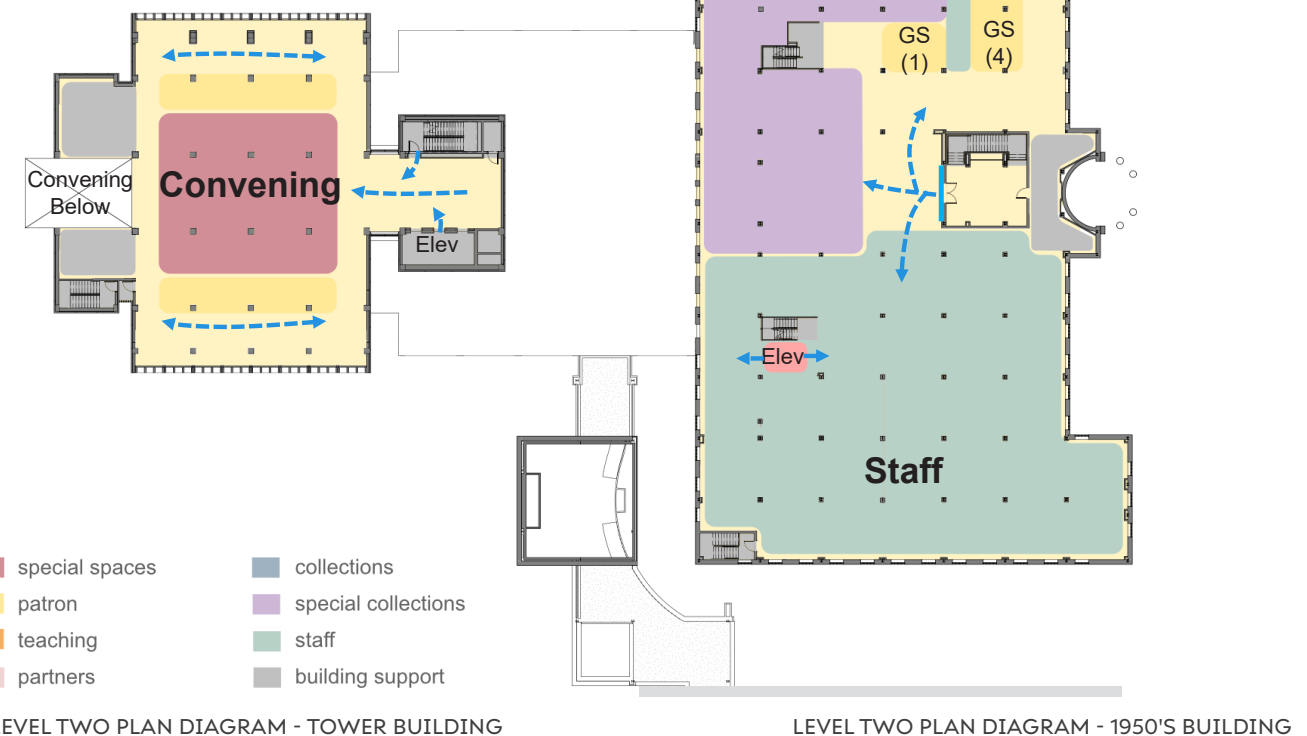 GS
(1)
GS
(4)
Convening
Below
Convening
Elev
Elev
Staff
special spaces
patron
teaching
partners
collections
special collections
staff
building support
LEVEL TWO PLAN DIAGRAM - TOWER BUILDING
LEVEL TWO PLAN DIAGRAM - 1950'S BUILDING